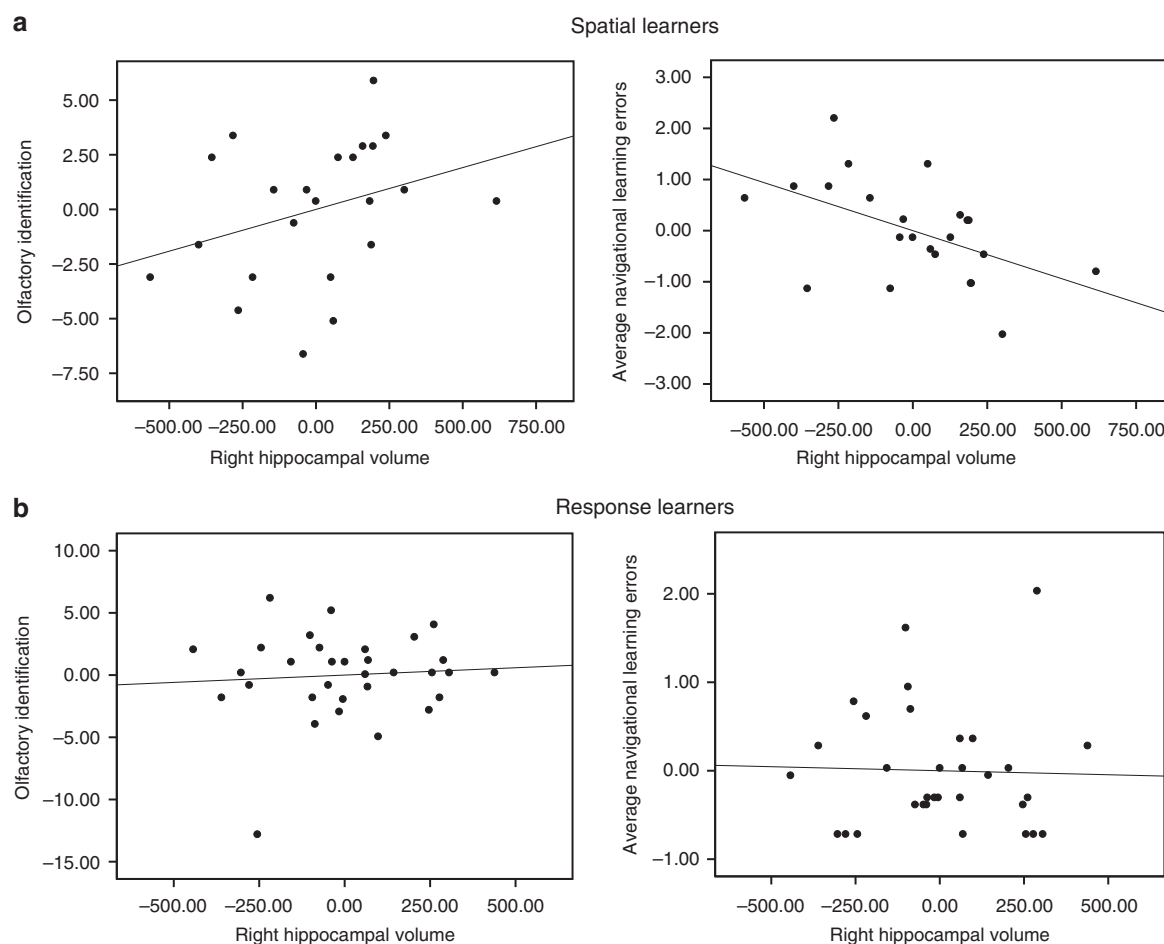 a
Spatial learners
Olfactory identification
5.00
2.50
0.00
–2.50
–5.00
–7.50
–500.00 –250.00 0.00 250.00 500.00 750.00
Right hippocampal volume
Average navigational learning errors
3.00
2.00
1.00
0.00
–1.00
–2.00
–3.00
–500.00 –250.00 0.00 250.00 500.00 750.00
Right hippocampal volume
b
Response learners
Olfactory identification
10.00
5.00
0.00
–5.00
–10.00
–15.00
–500.00 –250.00 0.00 250.00 500.00
Right hippocampal volume
Average navigational learning errors
2.00
1.00
0.00
–1.00
–500.00 –250.00 0.00 250.00 500.00
Right hippocampal volume